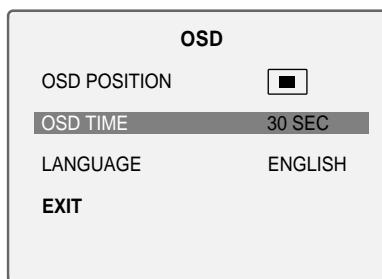 OSD
OSD POSITION
OSD TIME 30 SEC
LANGUAGE ENGLISH
EXIT